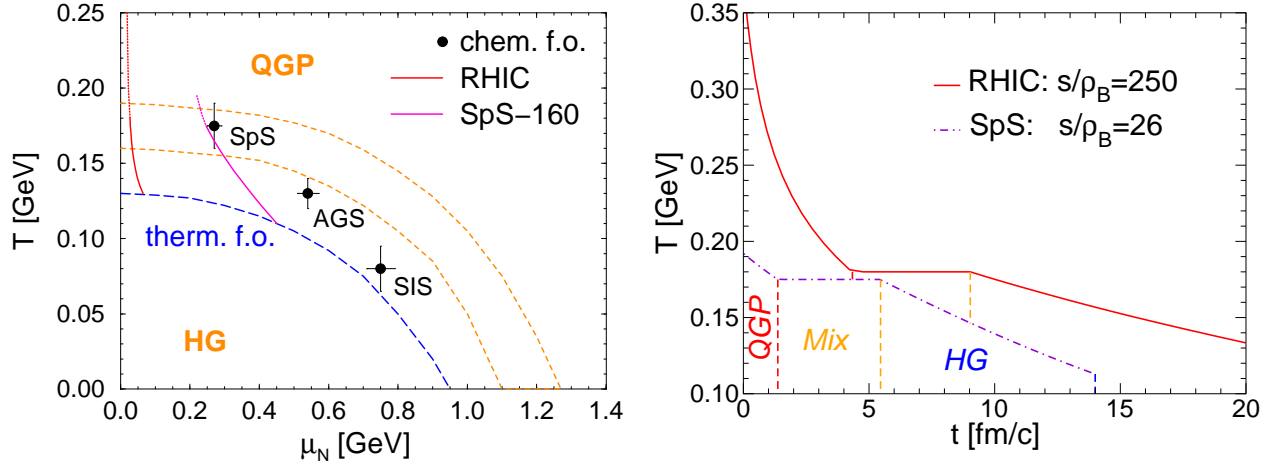 0.25
0.20
0.15
0.10
0.05
0.00
T [GeV]
0.0 0.2 0.4 0.6 0.8 1.0 1.2 1.4
μN [GeV]
QGP
chem. f.o.
RHIC
SpS−160
SpS
AGS
SIS
therm. f.o.
HG
0.35
0.30
0.25
0.20
0.15
0.10
T [GeV]
0 5 10 15 20
t [fm/c]
RHIC: s/ρB=250
SpS: s/ρB=26
QGP
Mix
HG